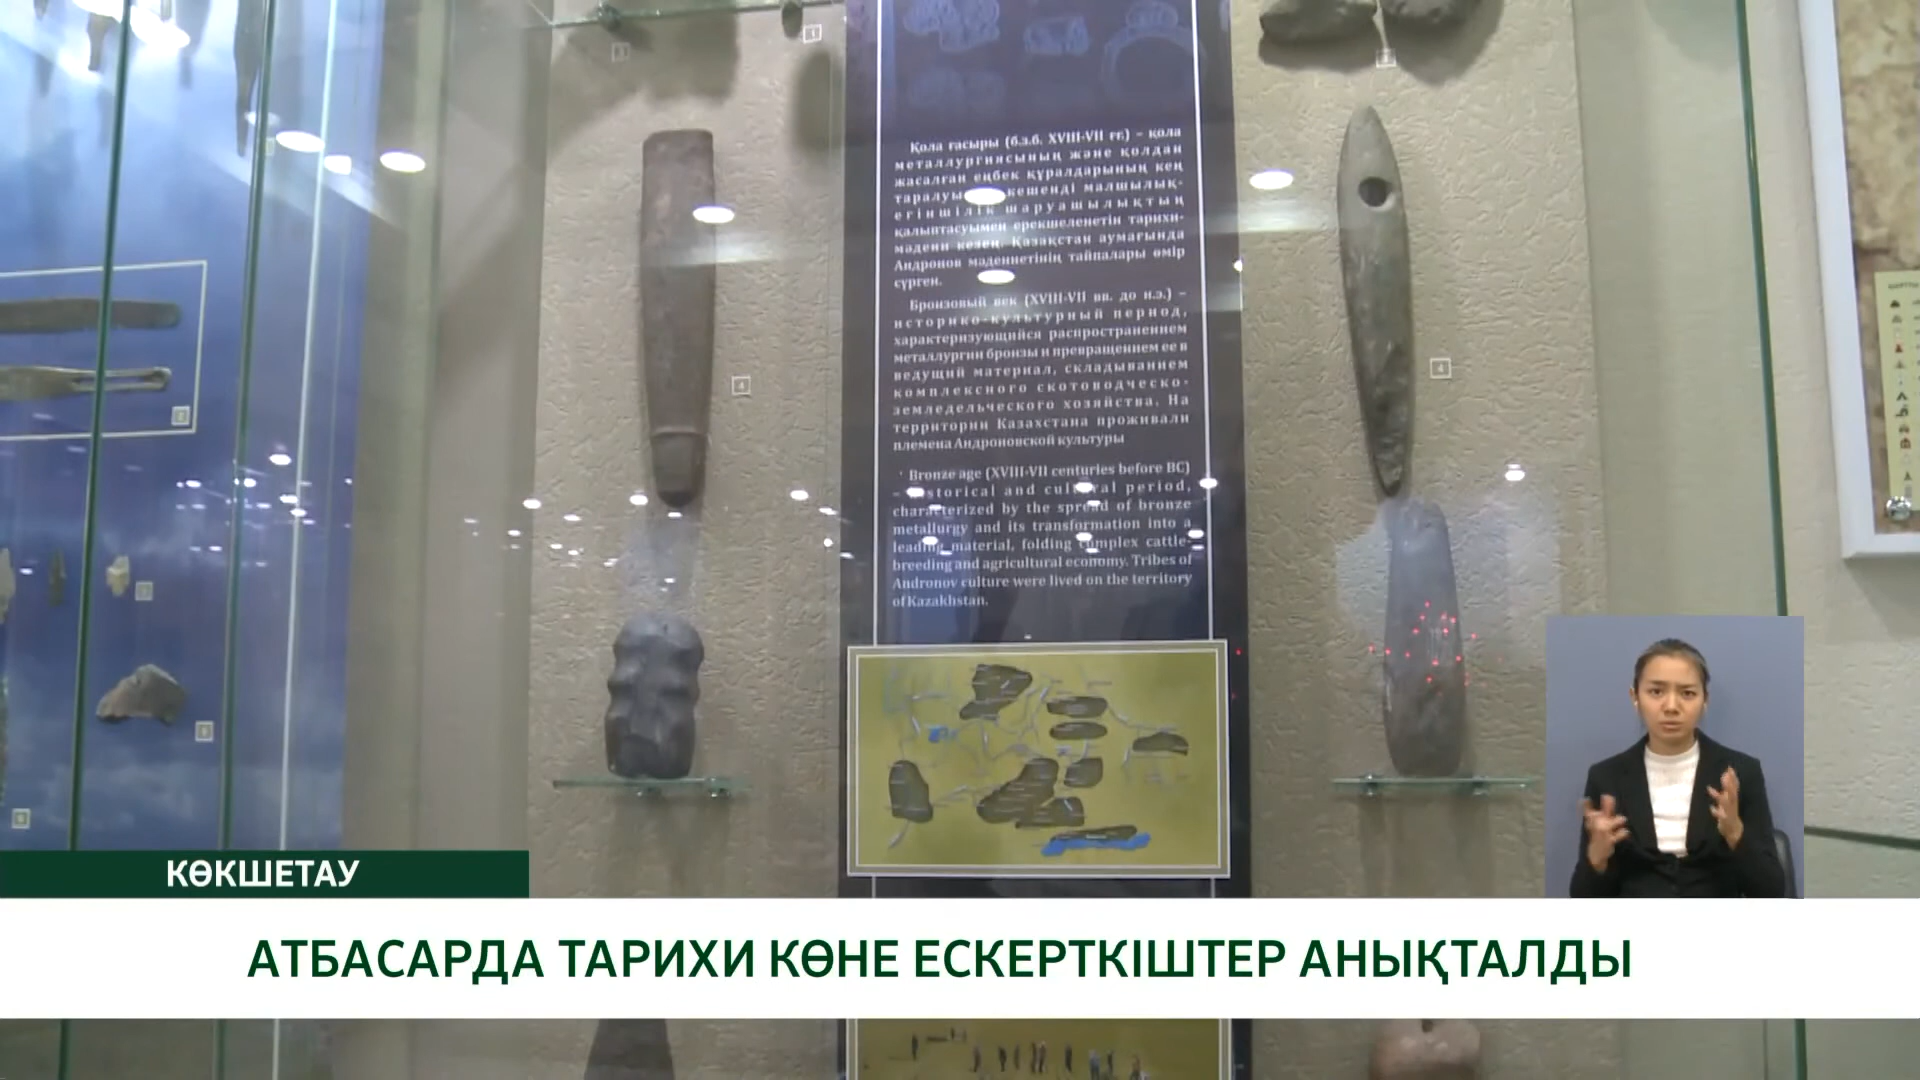 Қола ғасыры (б.з.б. XVIII-VII ғғ.) – қола
металлургиясының және қолдан
жасалған еңбек құралдарының кең
таралуы кешенді малшылық-
егіншілік шаруашылықтың
қалыптасуымен ерекшеленетін тарихи-
мәдени кезең. Қазақстан аумағында
Андронов мәдениетінің тайпалары өмір
сүрген.
Бронзовый век (XVIII-VII вв. до н.э.) –
историко-культурный период,
характеризующийся распространением
металлургии бронзы и превращением ее в
ведущий материал, складыванием
комплексного скотоводческо-
земледельческого хозяйства. На
территории Казахстана проживали
племена Андроновской культуры
Bronze age (XVIII-VII centuries before BC)
– historical and cultural period,
characterized by the spread of bronze
metallurgy and its transformation into a
leading material, folding complex cattle-
breeding and agricultural economy. Tribes of
Andronov culture were lived on the territory
of Kazakhstan.
4
4
КӨКШЕТАУ
АТБАСАРДА ТАРИХИ КӨНЕ ЕСКЕРТКІШТЕР АНЫҚТАЛДЫ